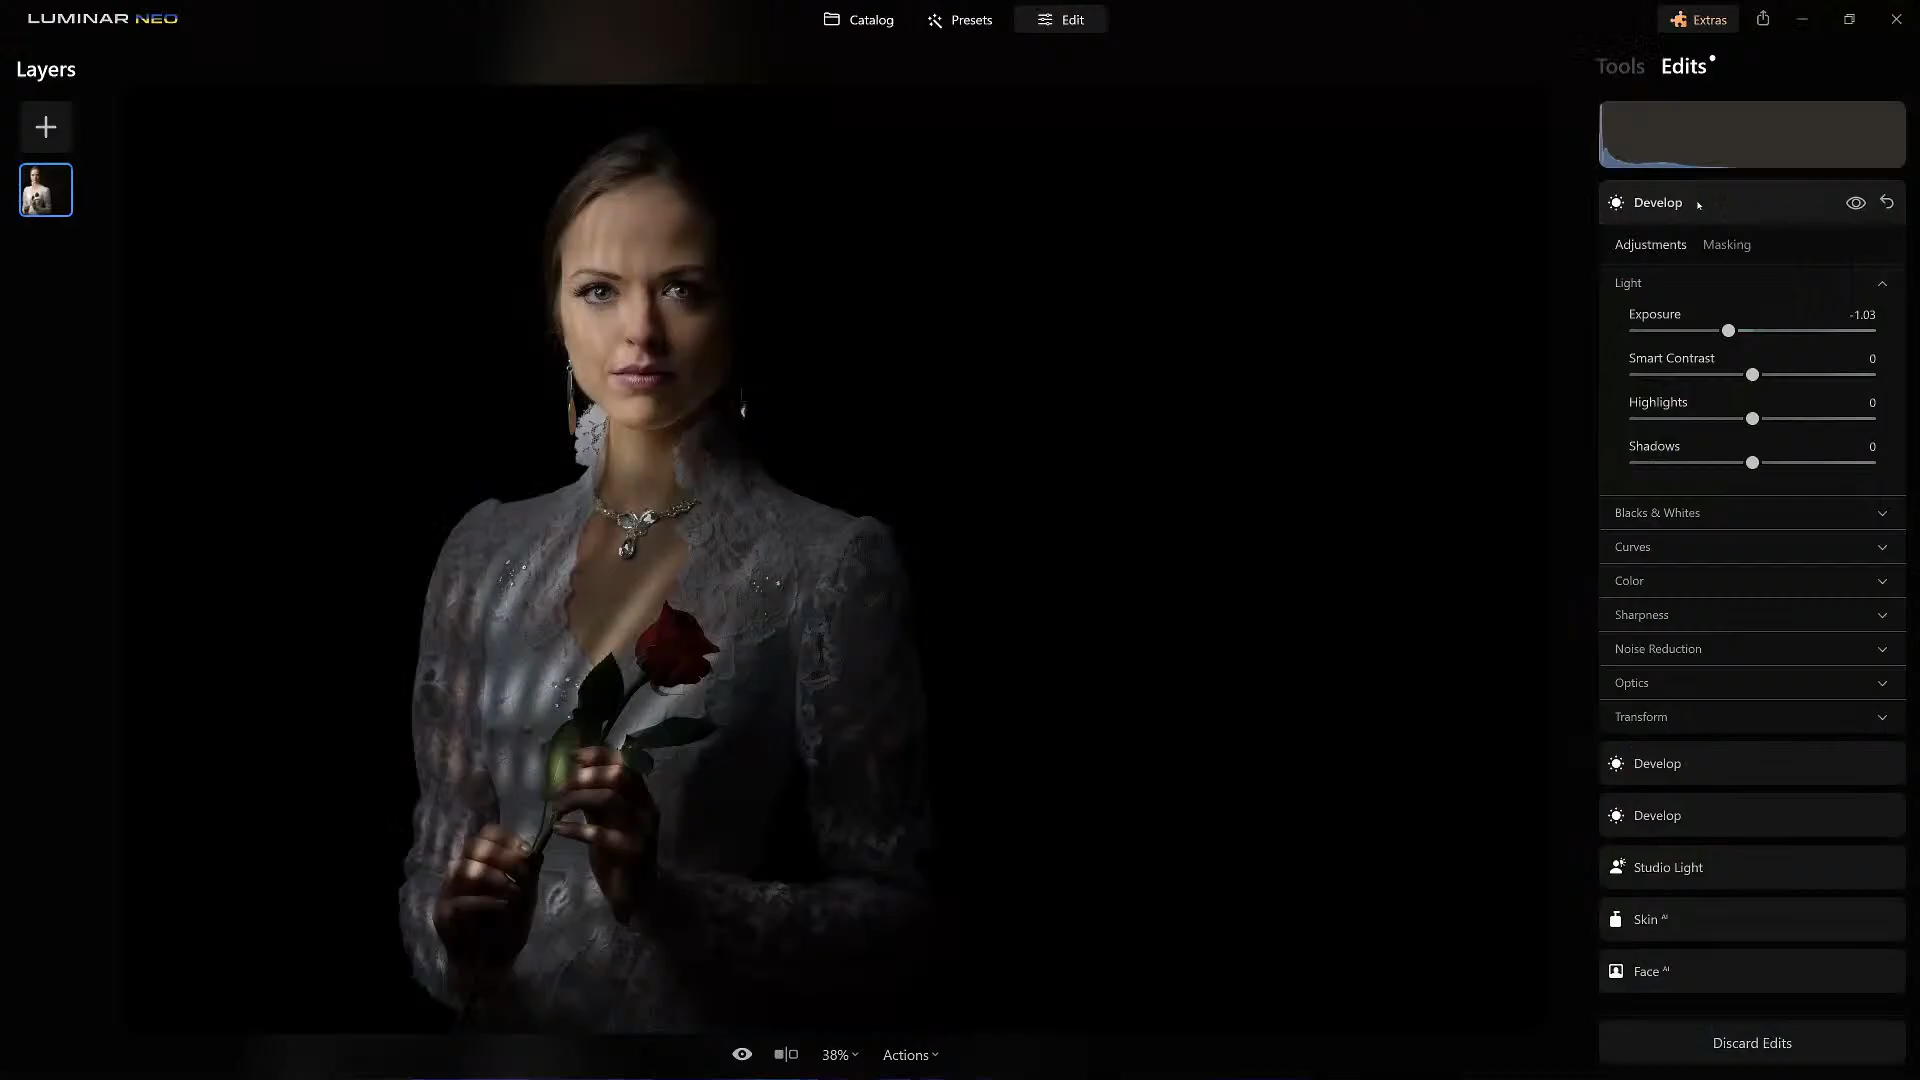 LUMINAR NEO
Catalog
Presets
Edit
Extras
Layers
Tools
Edits
Develop
Adjustments
Masking
Light
Exposure
-1.03
Smart Contrast
0
Highlights
0
Shadows
0
Blacks & Whites
Curves
Color
Sharpness
Noise Reduction
Optics
Transform
Develop
Develop
Studio Light
Skin AI
Face AI
38%
Actions
Discard Edits